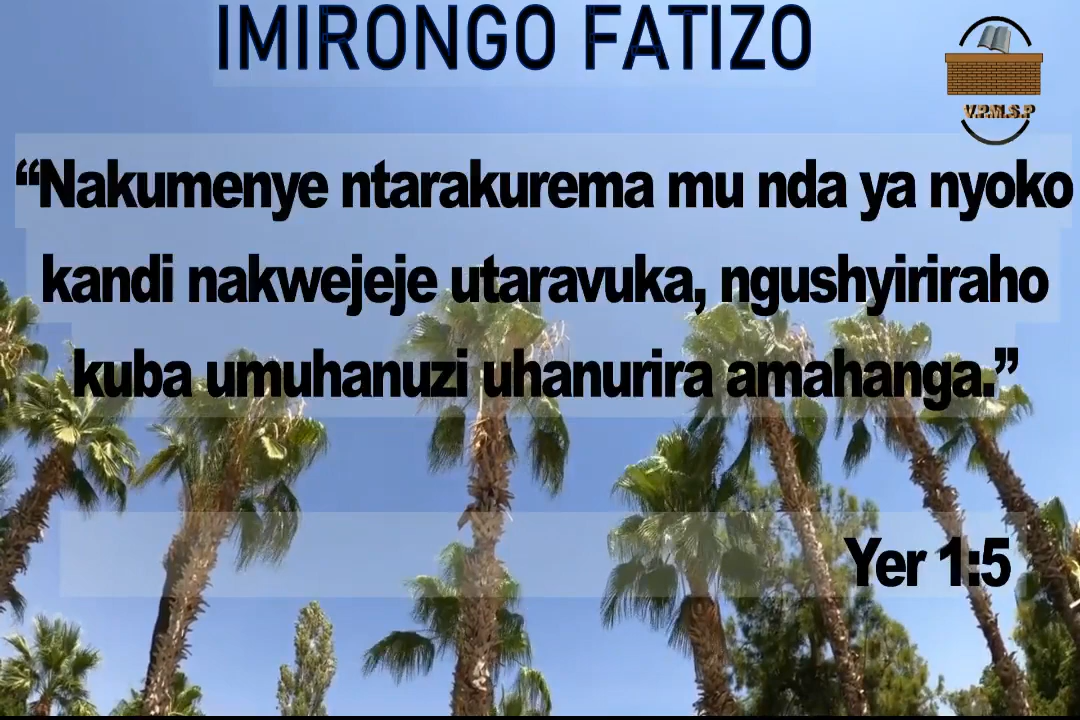 IMIRONGO FATIZO
V.P.M.S.P
“Nakumenye ntarakurema mu nda ya nyoko
kandi nakwejeje utaravuka, ngushyiriraho
kuba umuhanuzi uhanurira amahanga.”
Yer 1:5